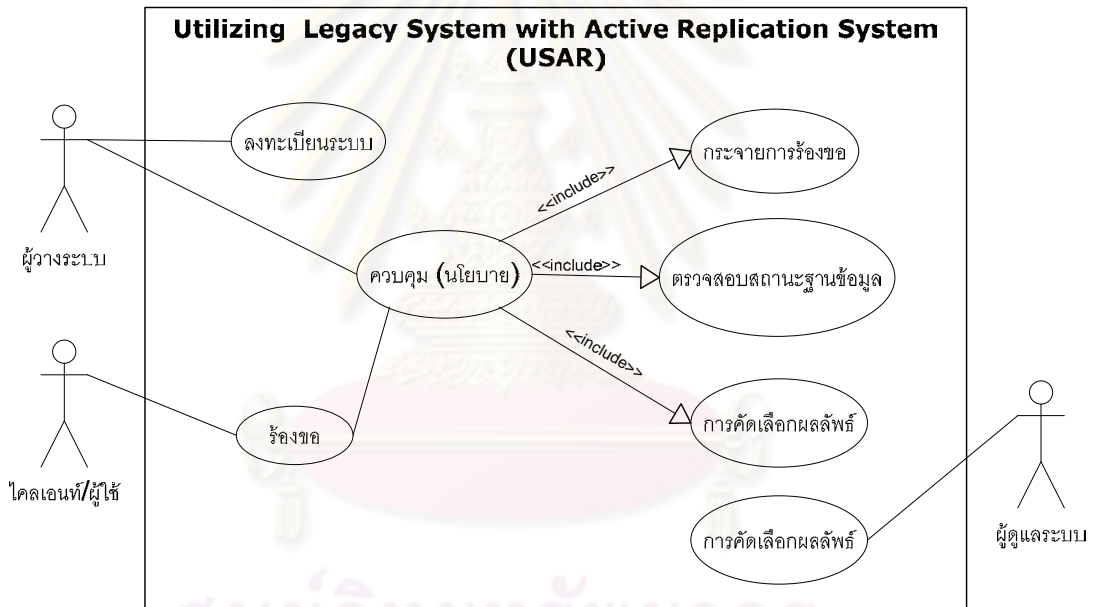 Utilizing Legacy System with Active Replication System
(USAR)
ลงทะเบียนระบบ
กระจายการร้องขอ
<<include>>
ผู้วางระบบ
ควบคุม (นโยบาย)
<<include>>
ตรวจสอบสถานะฐานข้อมูล
<<include>>
ร้องขอ
การคัดเลือกผลลัพธ์
ไคลเอนท์/ผู้ใช้
การคัดเลือกผลลัพธ์
ผู้ดูแลระบบ